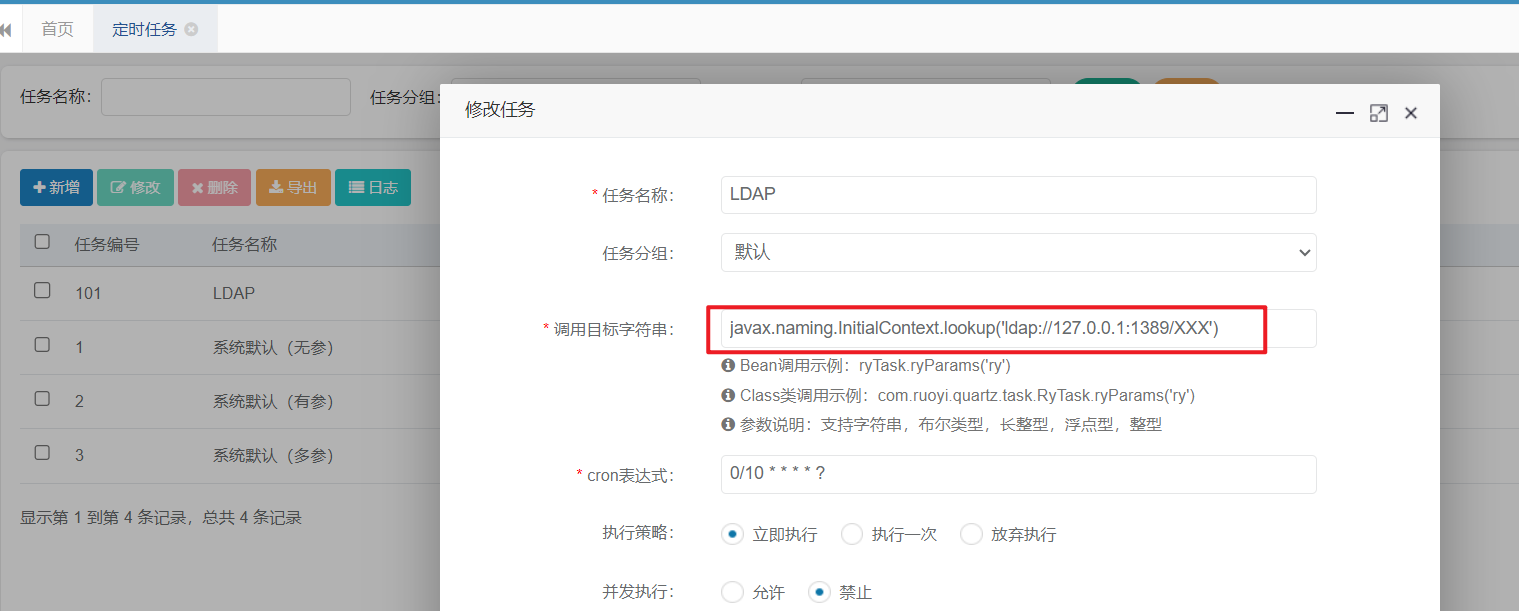 首页 定时任务
任务名称： 任务分组：
修改任务
新增 修改 删除 导出 日志
任务编号 任务名称
101 LDAP
1 系统默认（无参）
2 系统默认（有参）
3 系统默认（多参）
显示第 1 到第 4 条记录，总共 4 条记录
* 任务名称： LDAP
任务分组： 默认
* 调用目标字符串： javax.naming.InitialContext.lookup('ldap://127.0.0.1:1389/XXX')
Bean调用示例：ryTask.ryParams('ry')
Class类调用示例：com.ruoyi.quartz.task.RyTask.ryParams('ry')
参数说明：支持字符串，布尔类型，长整型，浮点型，整型
* cron表达式： 0/10 * * * * ?
执行策略： 立即执行 执行一次 放弃执行
并发执行： 允许 禁止